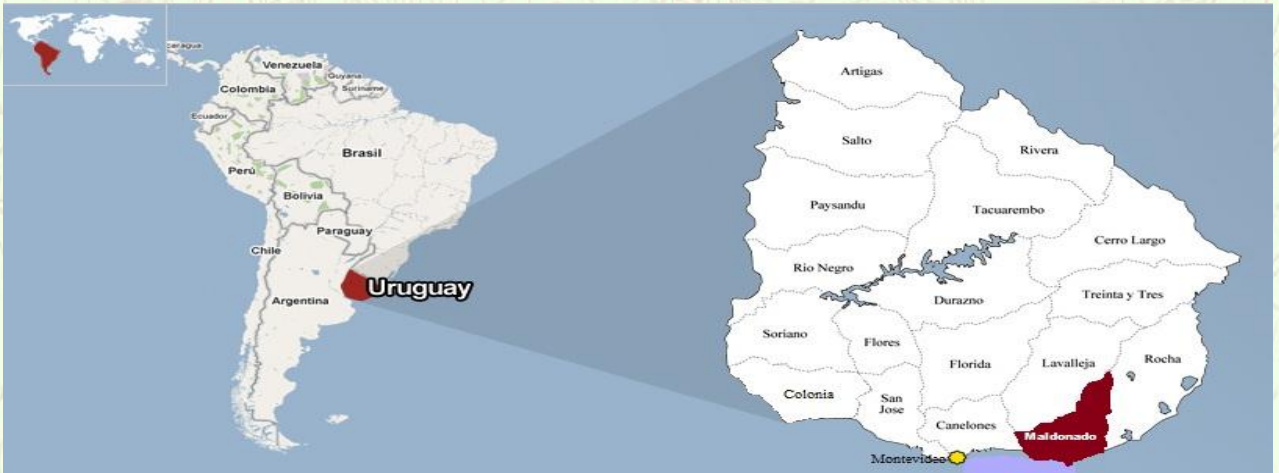 caragua
Venezuela
Guyana
Colombia
Suriname
Ecuador
Brasil
Perú
Bolivia
Paraguay
Chile
Uruguay
Argentina
Artigas
Salto
Rivera
Paysandu
Tacuarembo
Cerro Largo
Rio Negro
Durazno
Treinta y Tres
Soriano
Flores
Florida
Lavalleja
Rocha
Colonia
San
Jose
Canelones
Maldonado
Montevideo